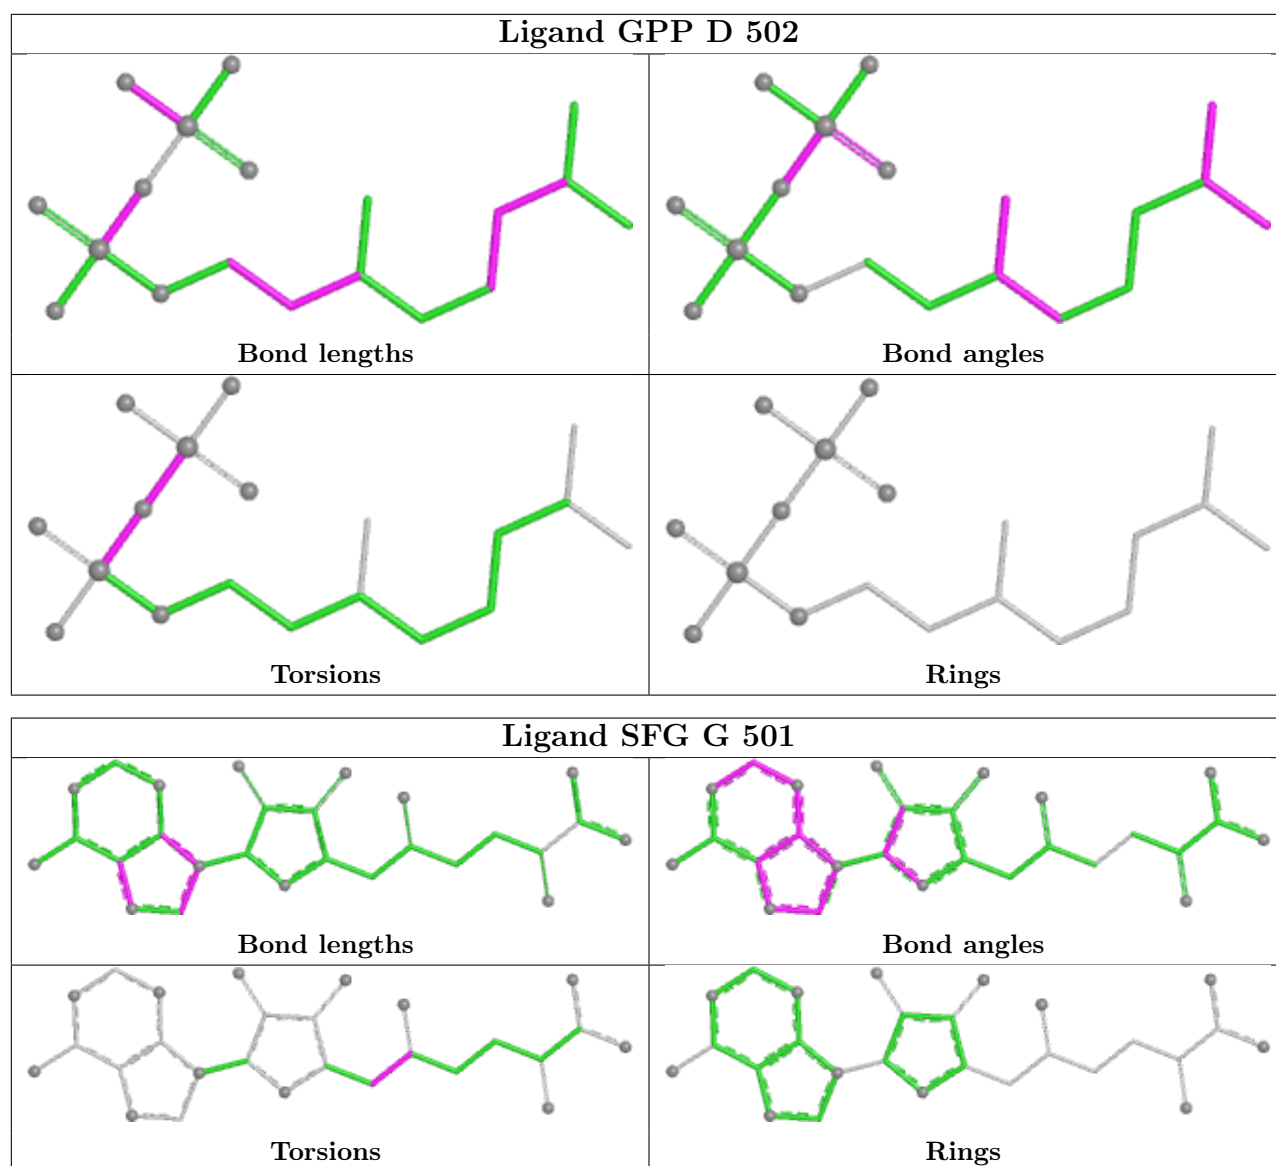 Ligand GPP D 502
Bond lengths
Bond angles
Torsions
Rings
Ligand SFG G 501
Bond lengths
Bond angles
Torsions
Rings